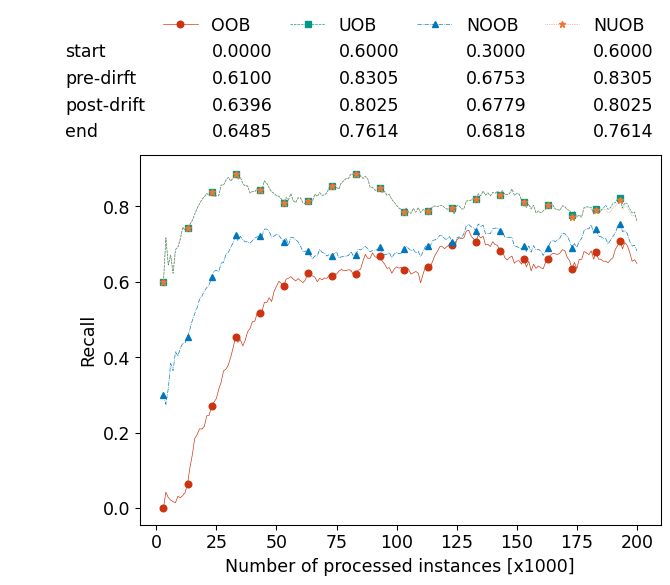 OOB UOB NOOB NUOB
start 0.0000 0.6000 0.3000 0.6000
pre-dirft 0.6100 0.8305 0.6753 0.8305
post-drift 0.6396 0.8025 0.6779 0.8025
end 0.6485 0.7614 0.6818 0.7614
0.8
0.6
0.4
0.2
0.0
Recall
0 25 50 75 100 125 150 175 200
Number of processed instances [x1000]